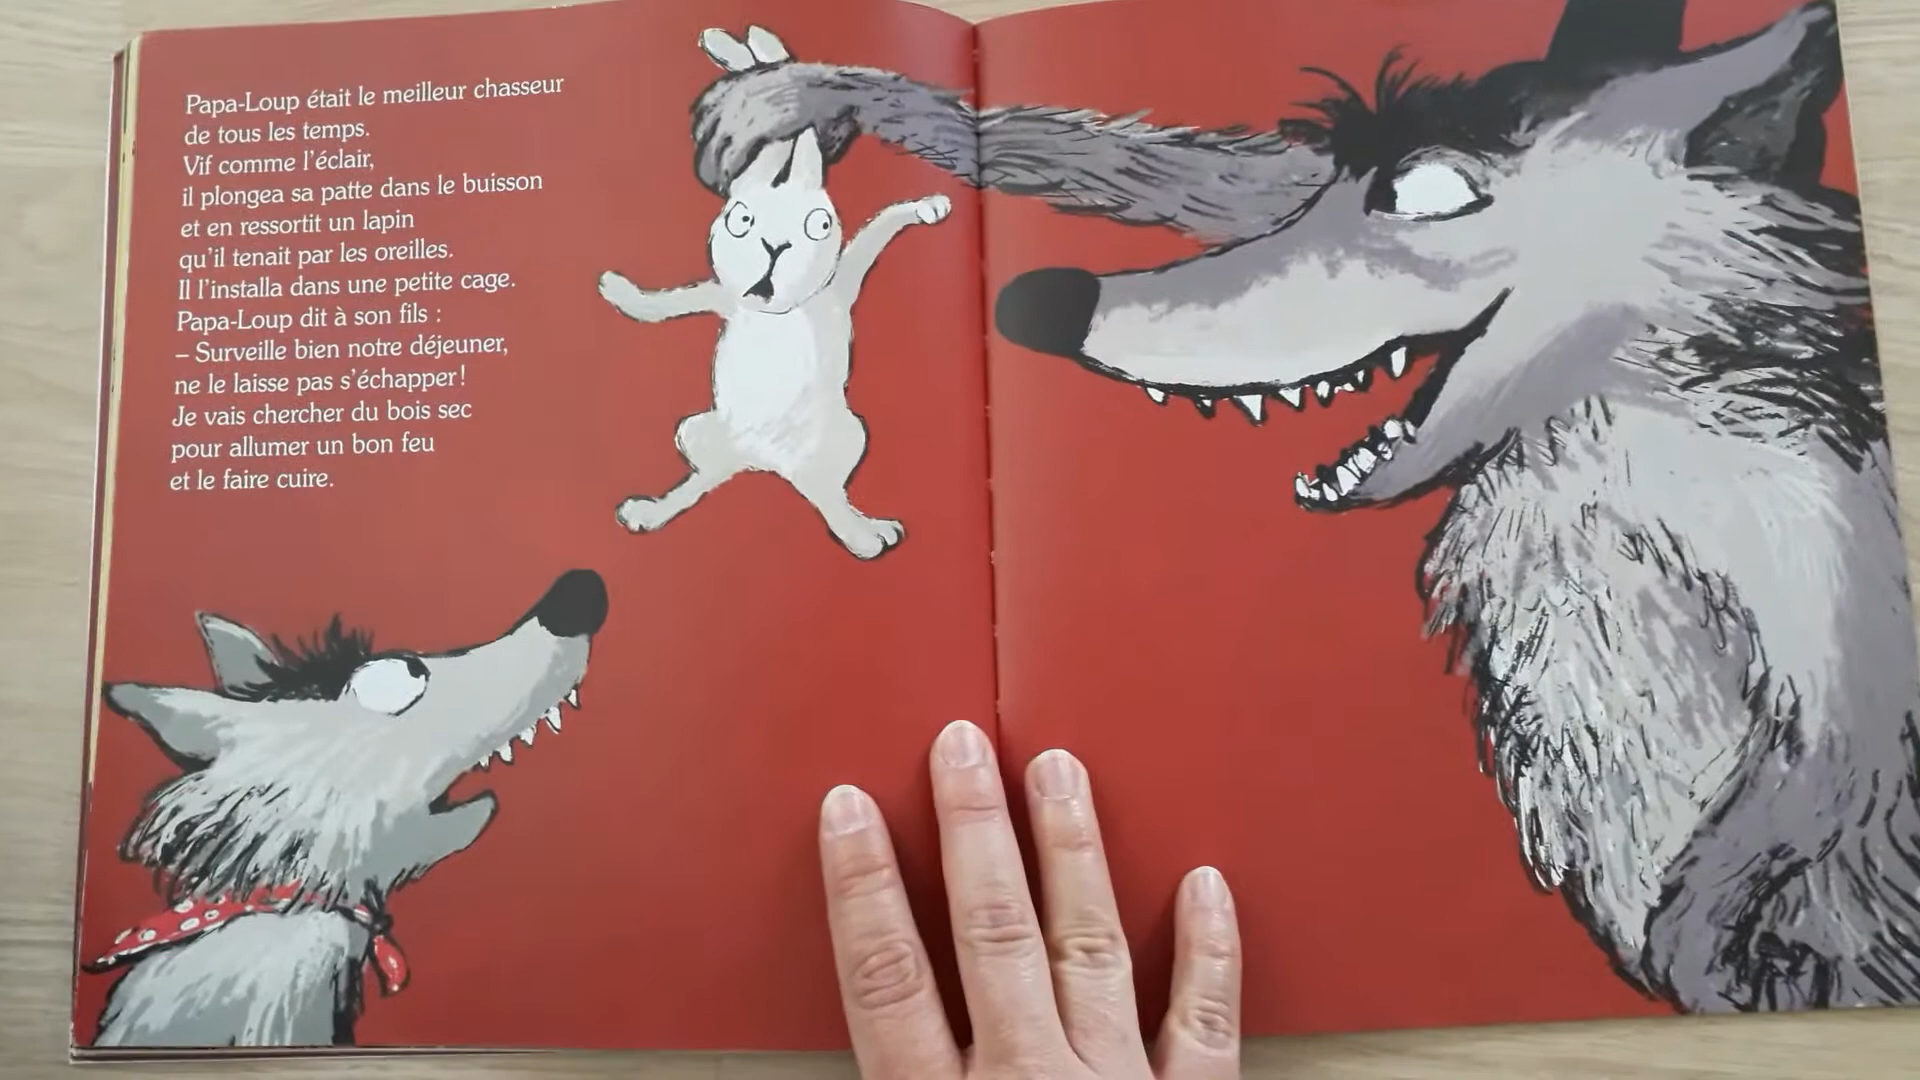 Papa-Loup était le meilleur chasseur
de tous les temps.
Vif comme l'éclair,
il plongea sa patte dans le buisson
et en ressortit un lapin
qu'il tenait par les oreilles.
Il l'installa dans une petite cage.
Papa-Loup dit à son fils :
– Surveille bien notre déjeuner,
ne le laisse pas s'échapper!
Je vais chercher du bois sec
pour allumer un bon feu
et le faire cuire.